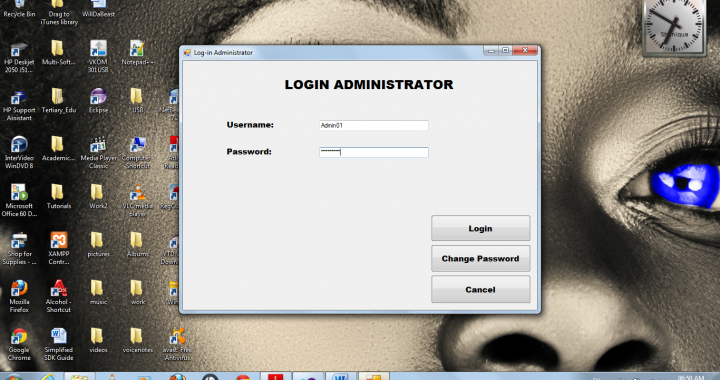 Recycle Bin
Drag to
iTunes library
WillDaBeast
HP Deskjet
2050 J51...
Multi-Soft...
VKOM
301USB
Notepad++
HP Support
Assistant
Tertiary_Edu
Eclipse
USB
InterVideo
WinDVD 8
Academic...
Media Player
Classic
Computer -
Shortcut
Microsoft
Office 60 D...
Tutorials
Work2
VLC media
player
Shop for
Supplies - ...
XAMPP
Contr...
pictures
Albums
Mozilla
Firefox
Alcohol -
Shortcut
music
work
Google
Chrome
Simplified
SDK Guide
videos
voicenotes
avast! Free
Antivirus
Log-in Administrator
LOGIN ADMINISTRATOR
Username:
Admin01
Password:
*********
Login
Change Password
Cancel
06:50 AM